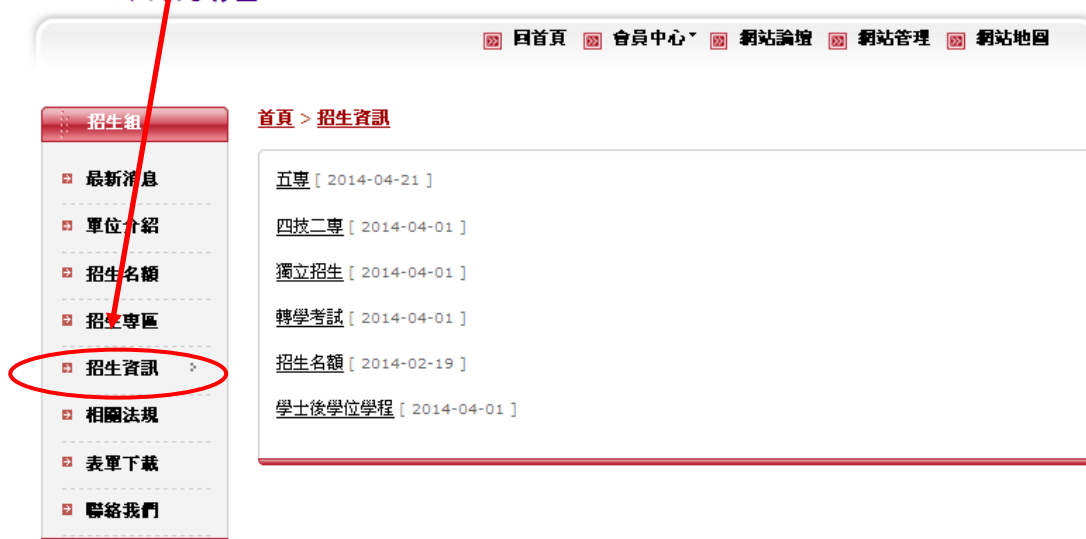 回首頁 會員中心 網站論壇 網站管理 網站地圖
招生組
首頁 > 招生資訊
最新消息
單位介紹
招生名額
招生專區
招生資訊
相關法規
表單下載
聯絡我們
五專 [ 2014-04-21 ]
四技二專 [ 2014-04-01 ]
獨立招生 [ 2014-04-01 ]
轉學考試 [ 2014-04-01 ]
招生名額 [ 2014-02-19 ]
學士後學位學程 [ 2014-04-01 ]